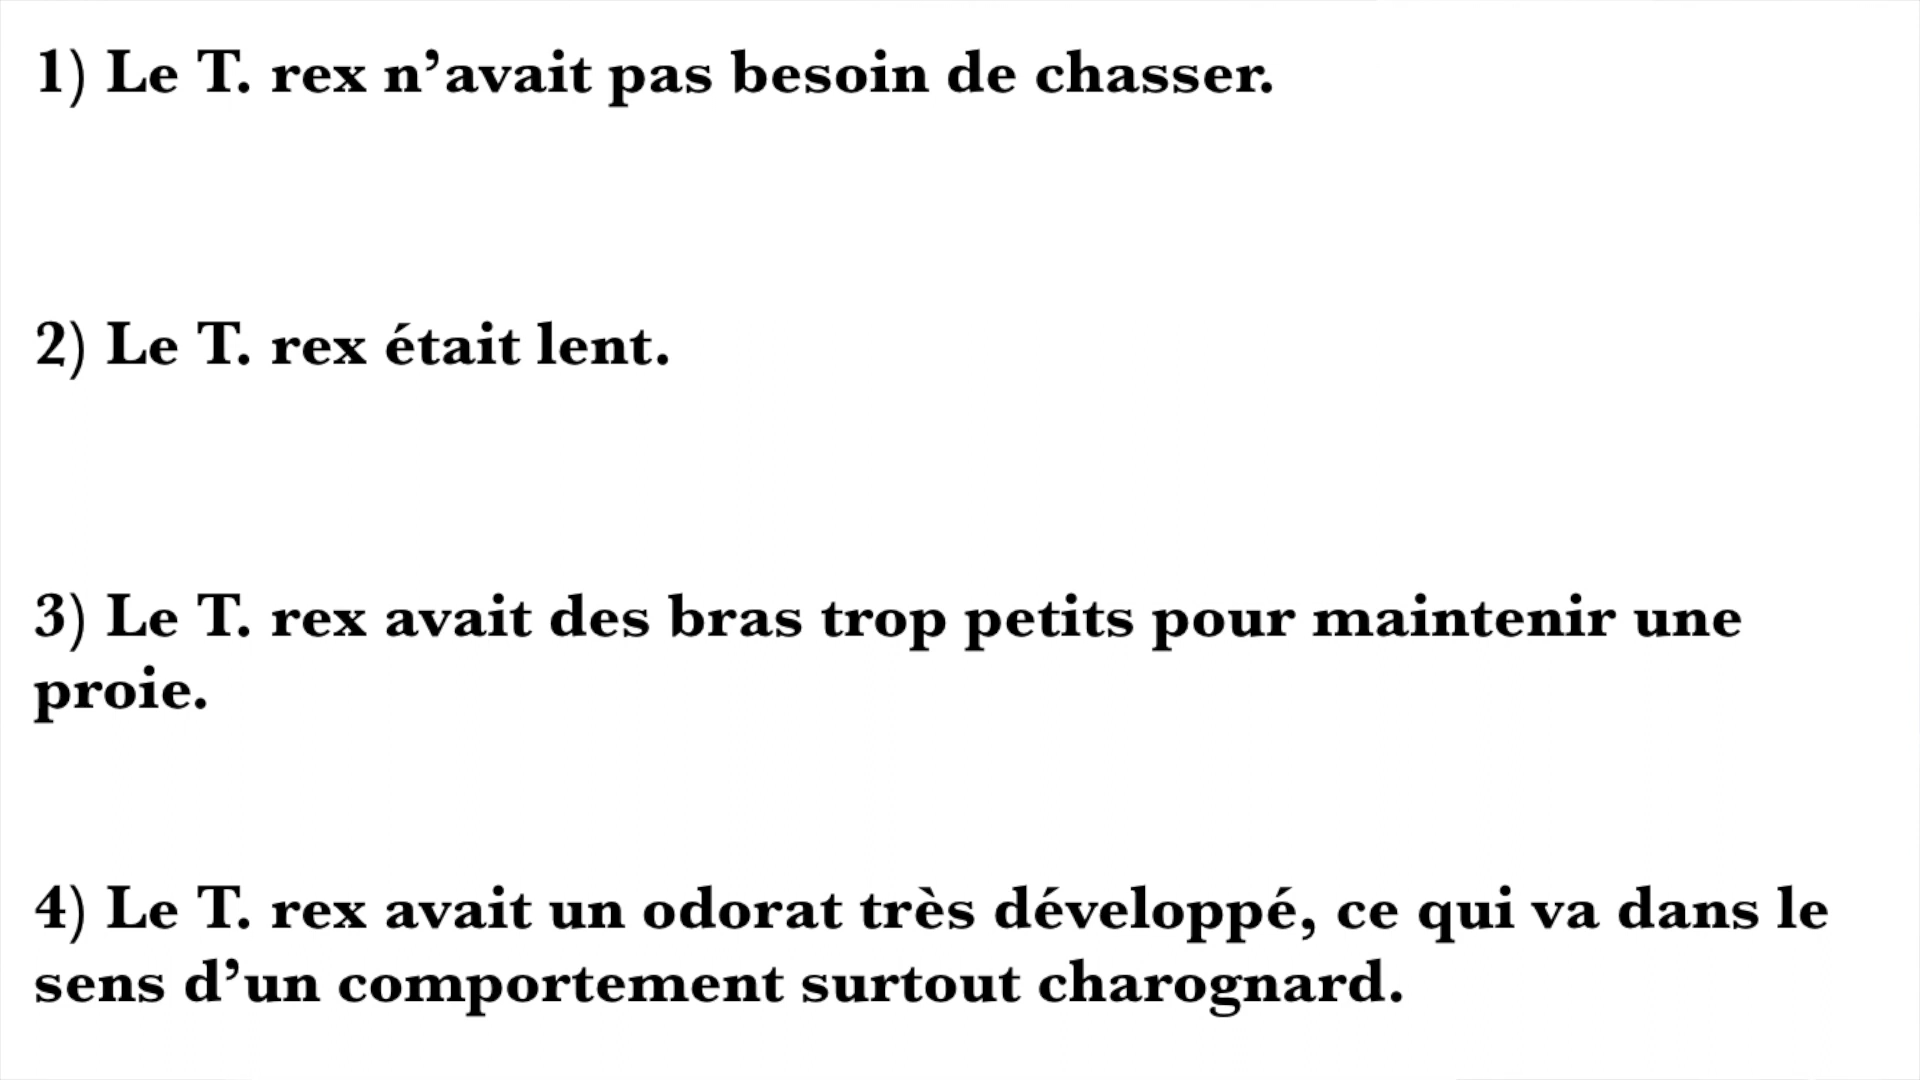 1) Le T. rex n’avait pas besoin de chasser.
2) Le T. rex était lent.
3) Le T. rex avait des bras trop petits pour maintenir une
proie.
4) Le T. rex avait un odorat très développé, ce qui va dans le
sens d’un comportement surtout charognard.